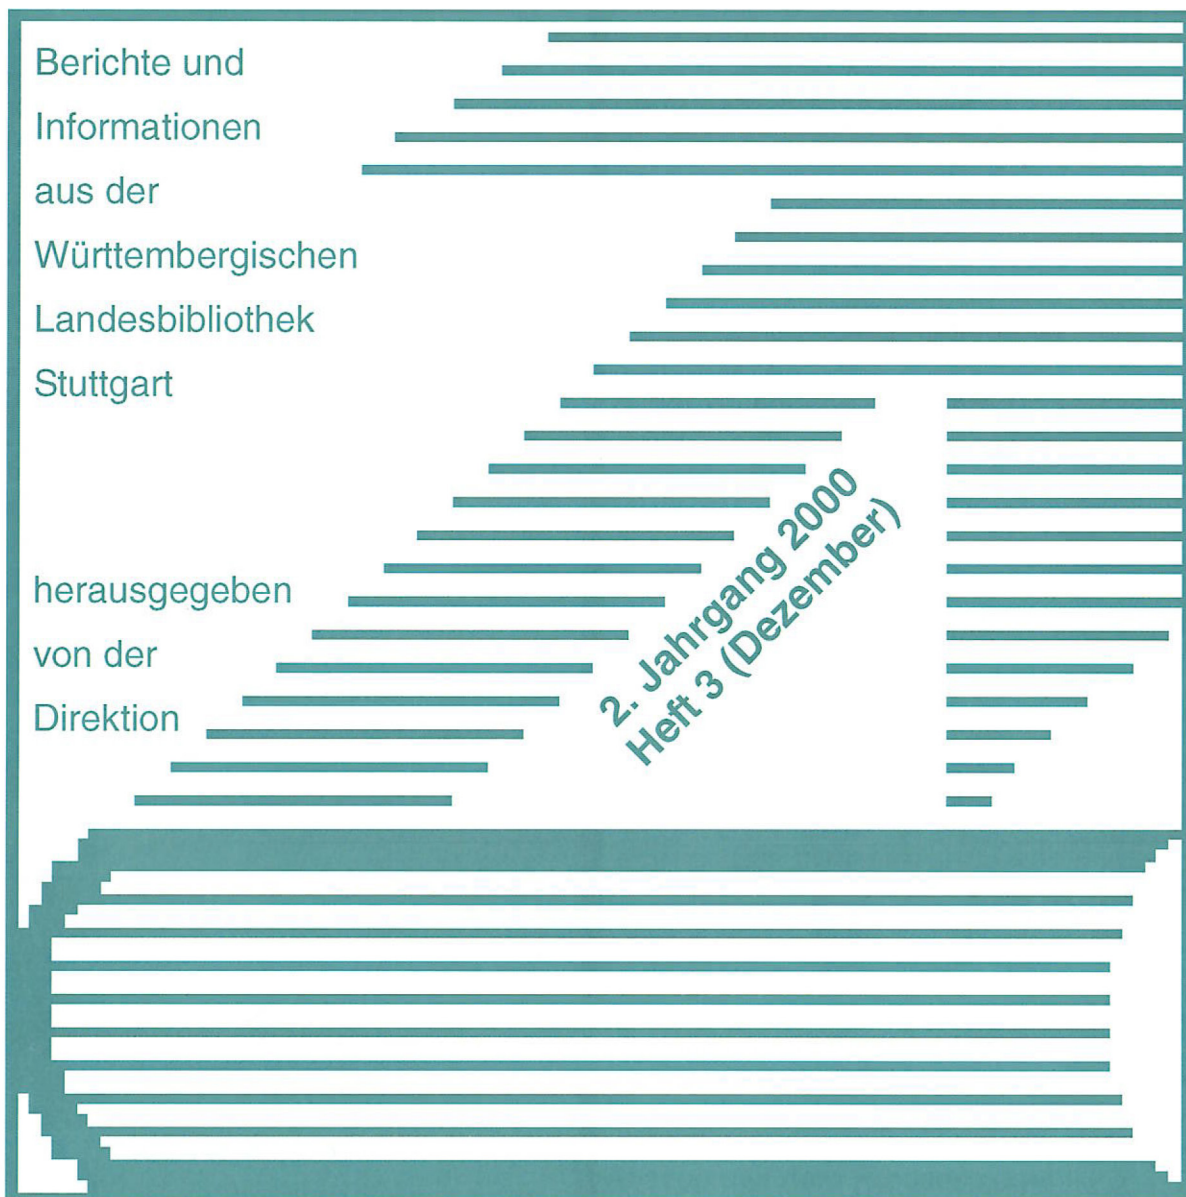 Berichte und
Informationen
aus der
Württembergischen
Landesbibliothek
Stuttgart
herausgegeben
von der
Direktion
2. Jahrgang 2000
Heft 3 (Dezember)